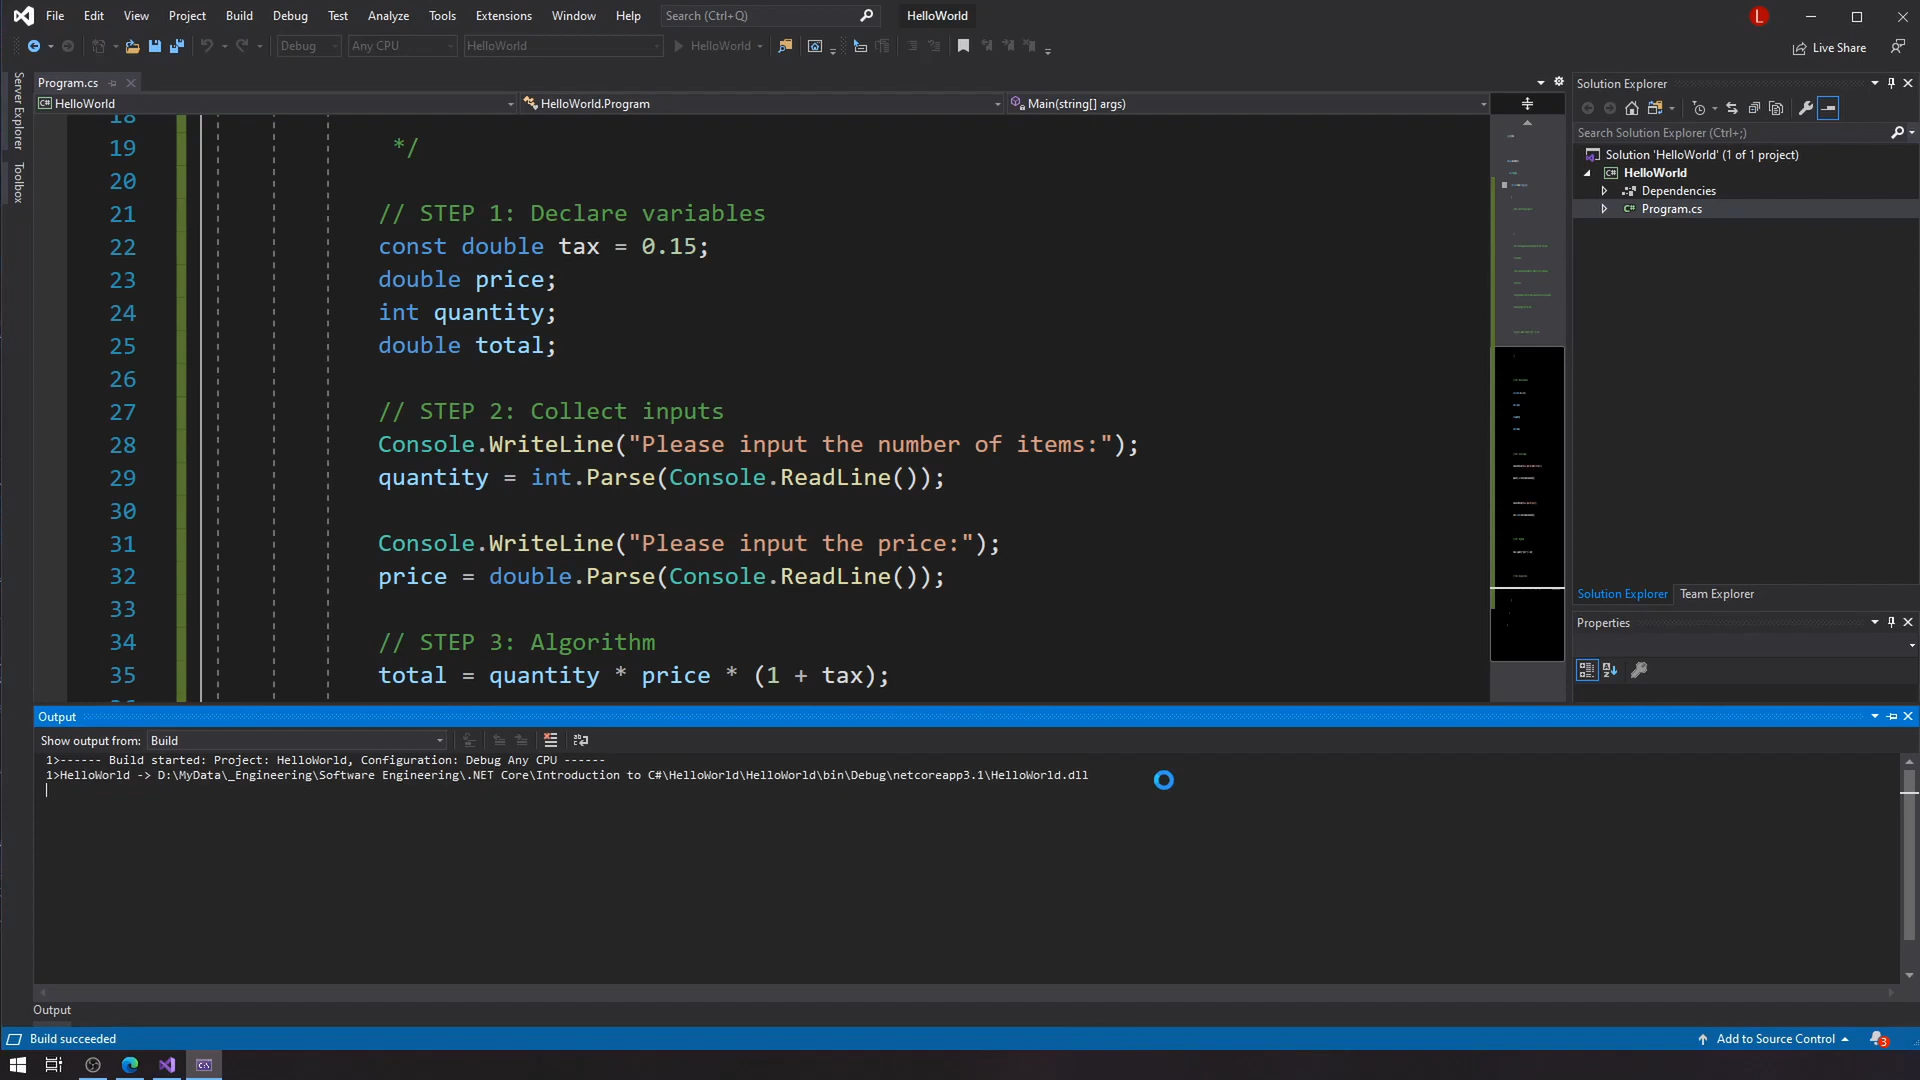 File Edit View Project Build Debug Test Analyze Tools Extensions Window Help Search (Ctrl+Q) HelloWorld L
Debug Any CPU HelloWorld HelloWorld Live Share
Server Explorer
Toolbox
Program.cs
HelloWorld HelloWorld.Program Main(string[] args)
18
19 */
20
21 // STEP 1: Declare variables
22 const double tax = 0.15;
23 double price;
24 int quantity;
25 double total;
26
27 // STEP 2: Collect inputs
28 Console.WriteLine("Please input the number of items:");
29 quantity = int.Parse(Console.ReadLine());
30
31 Console.WriteLine("Please input the price:");
32 price = double.Parse(Console.ReadLine());
33
34 // STEP 3: Algorithm
35 total = quantity * price * (1 + tax);
Solution Explorer
Search Solution Explorer (Ctrl+;)
Solution 'HelloWorld' (1 of 1 project)
C# HelloWorld
Dependencies
C# Program.cs
Solution Explorer Team Explorer
Properties
Output
Show output from: Build
1>------ Build started: Project: HelloWorld, Configuration: Debug Any CPU ------
1>HelloWorld -> D:\MyData\_Engineering\Software Engineering\.NET Core\Introduction to C#\HelloWorld\HelloWorld\bin\Debug\netcoreapp3.1\HelloWorld.dll
Output
Build succeeded Add to Source Control 3